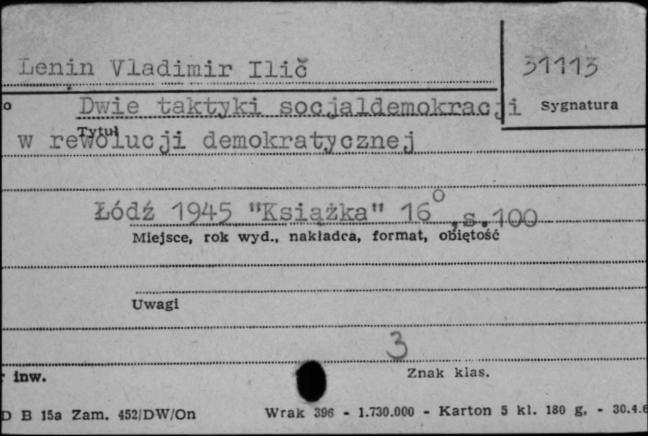 Lenin Vladimir Ilič
31113
o Dwie taktyki socjaldemokracji
Sygnatura
Tytuł
w rewolucji demokratycznej
Łódź 1945 "Książka" 16° , s. 100
Miejsce, rok wyd., nakładca, format, objętość
Uwagi
3
r inw.
Znak klas.
D B 15a Zam. 452/DW/On Wrak 396 - 1.730.000 - Karton 5 kl. 180 g. - 30.4.6